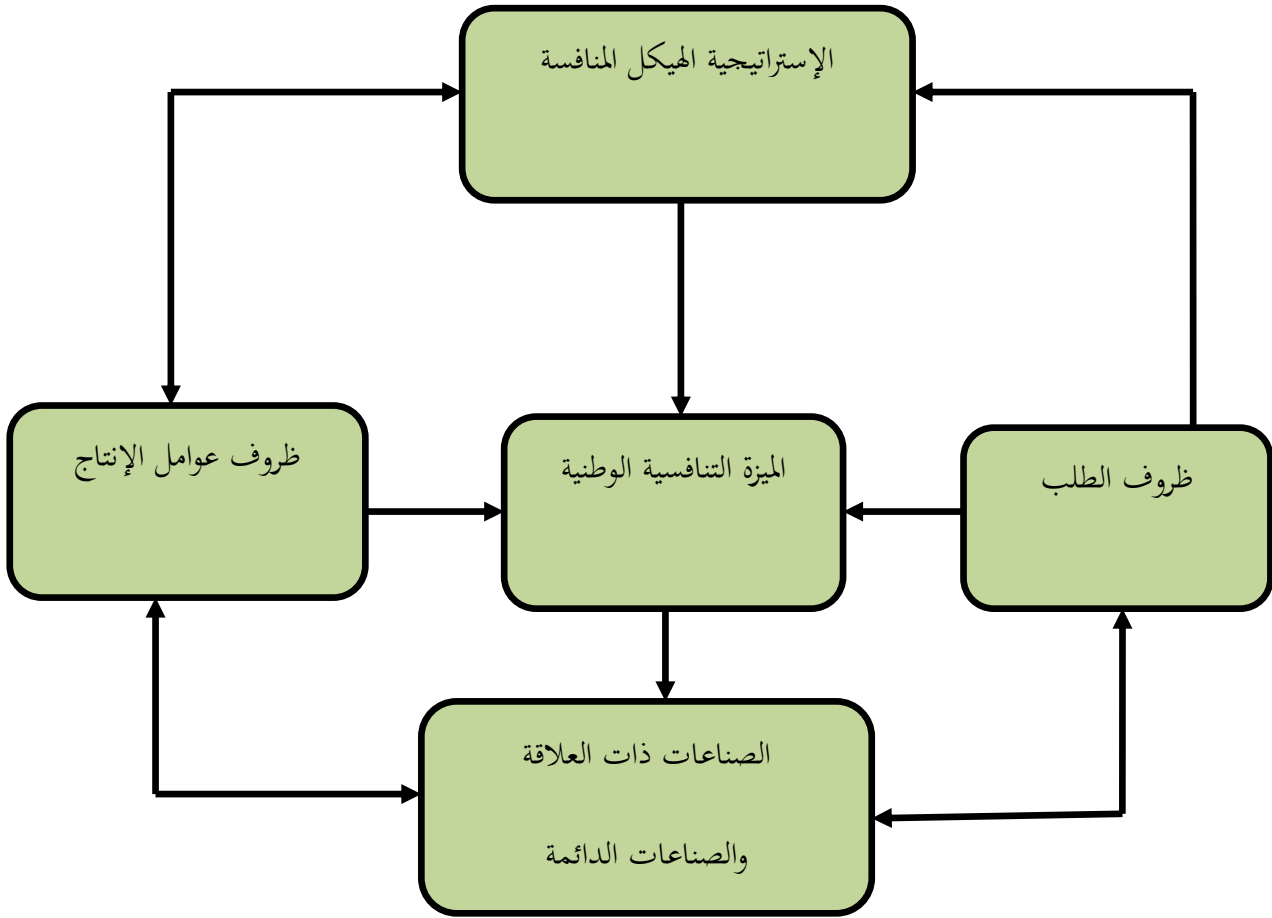 الإستراتيجية الهيكل المنافسة
ظروف الطلب
الميزة التنافسية الوطنية
ظروف عوامل الإنتاج
الصناعات ذات العلاقة
والصناعات الدائمة